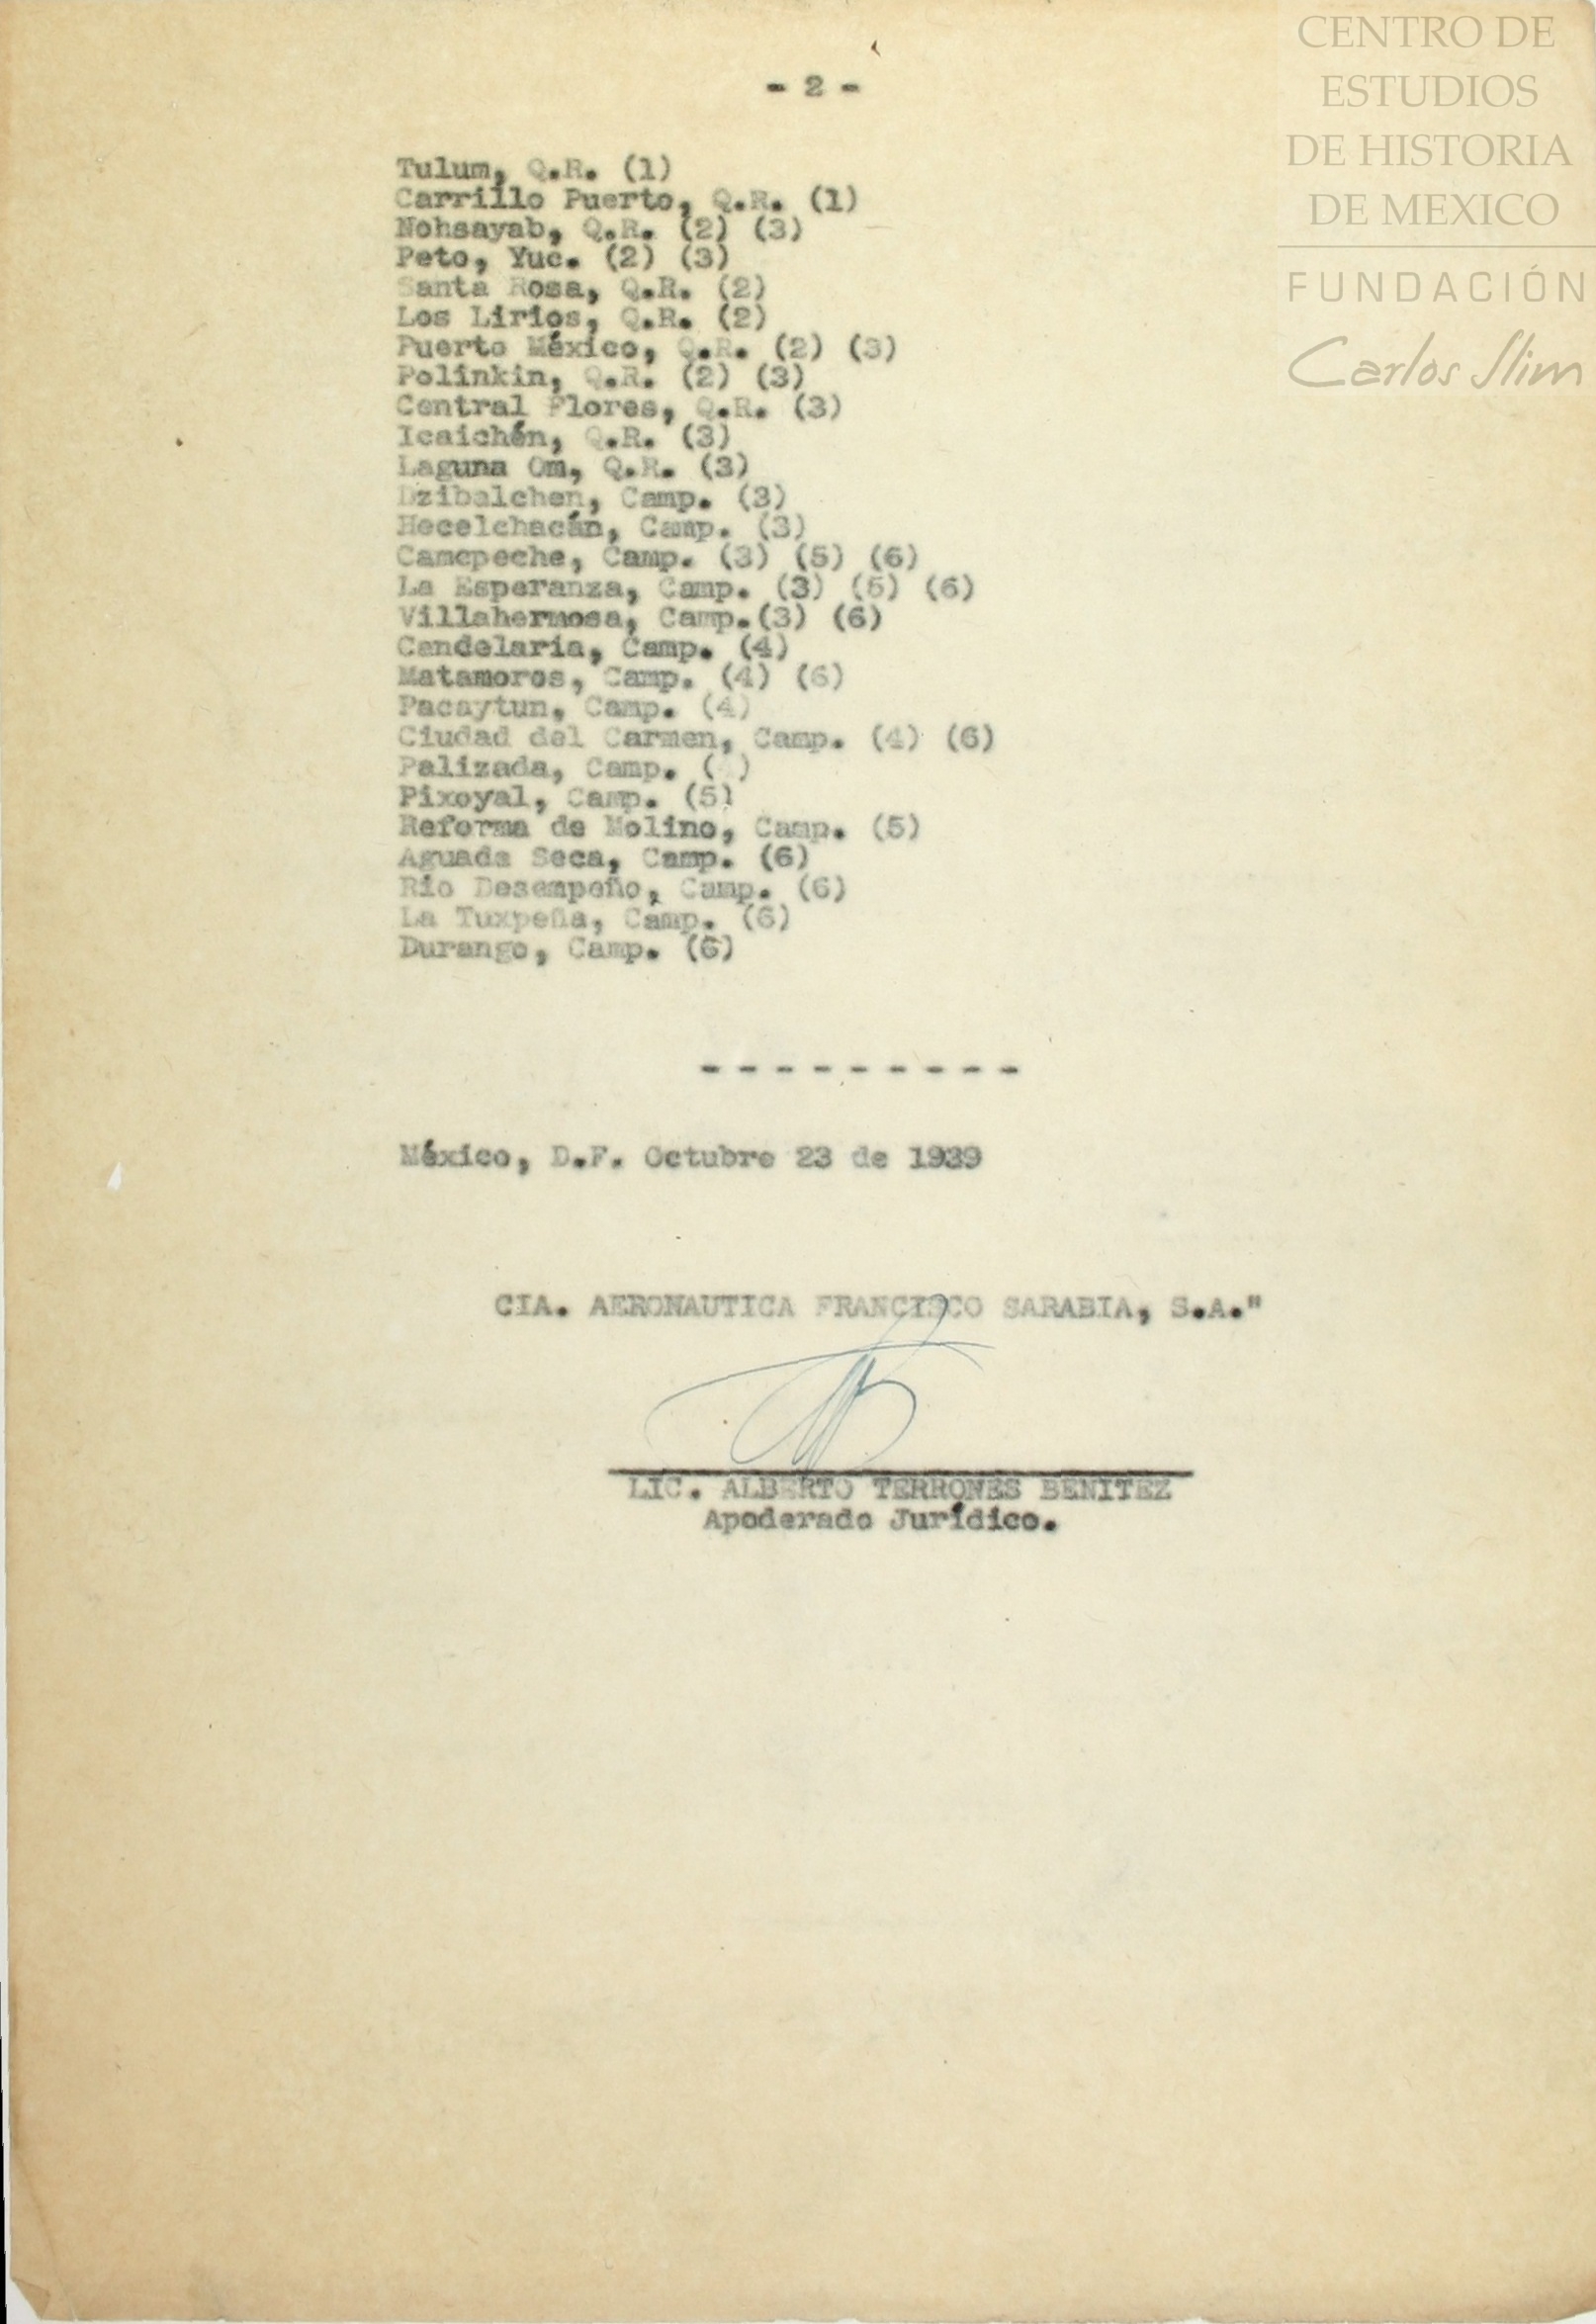 CENTRO DE
ESTUDIOS
DE HISTORIA
DE MEXICO
FUNDACIÓN
Carlos Slim
- 2 -
Tulum, Q.R. (1)
Carrillo Puerto, Q.R. (1)
Nohsayab, Q.R. (2) (3)
Peto, Yuc. (2) (3)
Santa Rosa, Q.R. (2)
Los Lirios, Q.R. (2)
Puerto México, Q.R. (2) (3)
Polinkin, Q.R. (2) (3)
Central Flores, Q.R. (3)
Icaichén, Q.R. (3)
Laguna Om, Q.R. (3)
Dzibalchen, Camp. (3)
Hecelchacán, Camp. (3)
Camcpeche, Camp. (3) (5) (6)
La Esperanza, Camp. (3) (5) (6)
Villahermosa, Camp.(3) (6)
Candelaria, Camp. (4)
Matamoros, Camp. (4) (6)
Pacaytun, Camp. (4)
Ciudad del Carmen, Camp. (4) (6)
Palizada, Camp. ( )
Pixoyal, Camp. (5)
Reforma de Molino, Camp. (5)
Aguada Seca, Camp. (6)
Rio Desempeño, Camp. (6)
La Tuxpeña, Camp. (6)
Durango, Camp. (6)
- - - - - - - - -
México, D.F. Octubre 23 de 1939
CIA. AERONAUTICA FRANCISCO SARABIA, S.A."
LIC. ALBERTO TERRONES BENITEZ
Apoderado Jurídico.